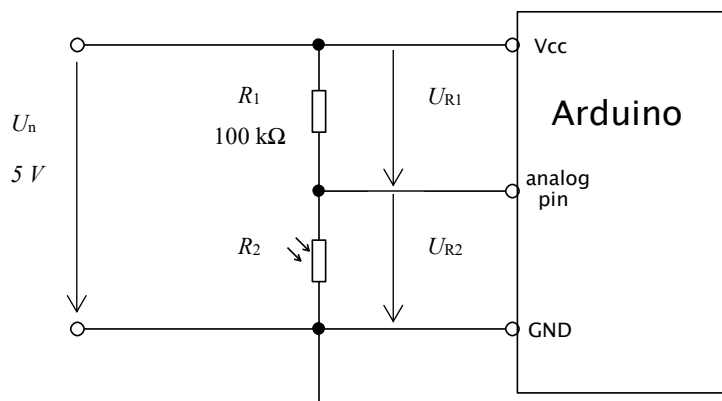 Vcc
R1
UR1
Arduino
Un
100 kΩ
5 V
analog
pin
R2
UR2
GND